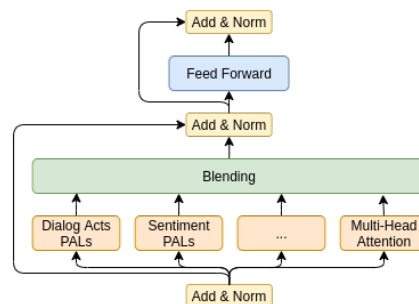 Add & Norm
Feed Forward
Add & Norm
Blending
Dialog Acts
PALs
Sentiment
PALs
...
Multi-Head
Attention
Add & Norm